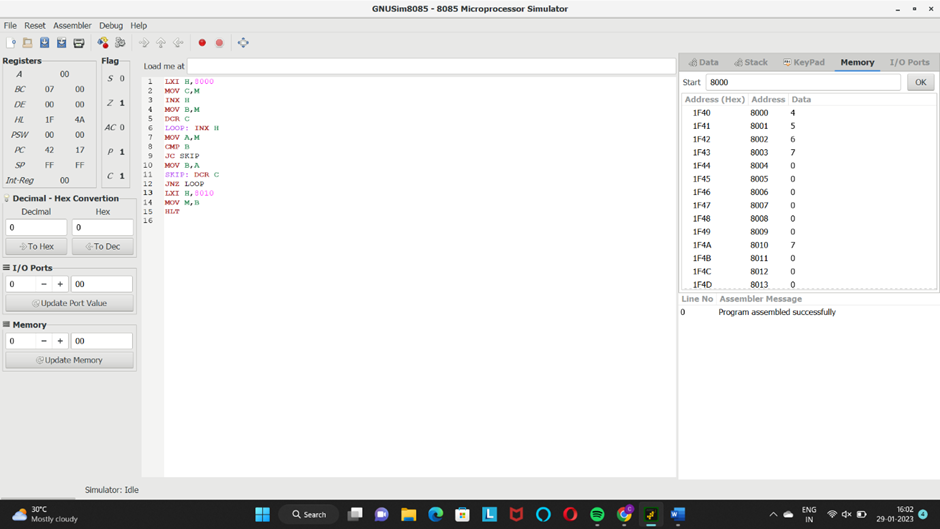 GNUSim8085 - 8085 Microprocessor Simulator
File Reset Assembler Debug Help
Registers
A 00
BC 07 00
DE 00 00
HL 1F 4A
PSW 00 00
PC 42 17
SP FF FF
Int-Reg 00
Flag
S 0
Z 1
AC 0
P 1
C 1
Decimal - Hex Convertion
Decimal Hex
0 0
To Hex To Dec
I/O Ports
0 − + 00
Update Port Value
Memory
0 − + 00
Update Memory
Load me at
1 LXI H,8000
2 MOV C,M
3 INX H
4 MOV B,M
5 DCR C
6 LOOP: INX H
7 MOV A,M
8 CMP B
9 JC SKIP
10 MOV B,A
11 SKIP: DCR C
12 JNZ LOOP
13 LXI H,8010
14 MOV M,B
15 HLT
16
Data Stack KeyPad Memory I/O Ports
Start 8000 OK
Address (Hex) Address Data
1F40 8000 4
1F41 8001 5
1F42 8002 6
1F43 8003 7
1F44 8004 0
1F45 8005 0
1F46 8006 0
1F47 8007 0
1F48 8008 0
1F49 8009 0
1F4A 8010 7
1F4B 8011 0
1F4C 8012 0
1F4D 8013 0
Line No Assembler Message
0 Program assembled successfully
Simulator: Idle
30°C
Mostly cloudy
Search
ENG
IN
16:02
29-01-2023
4